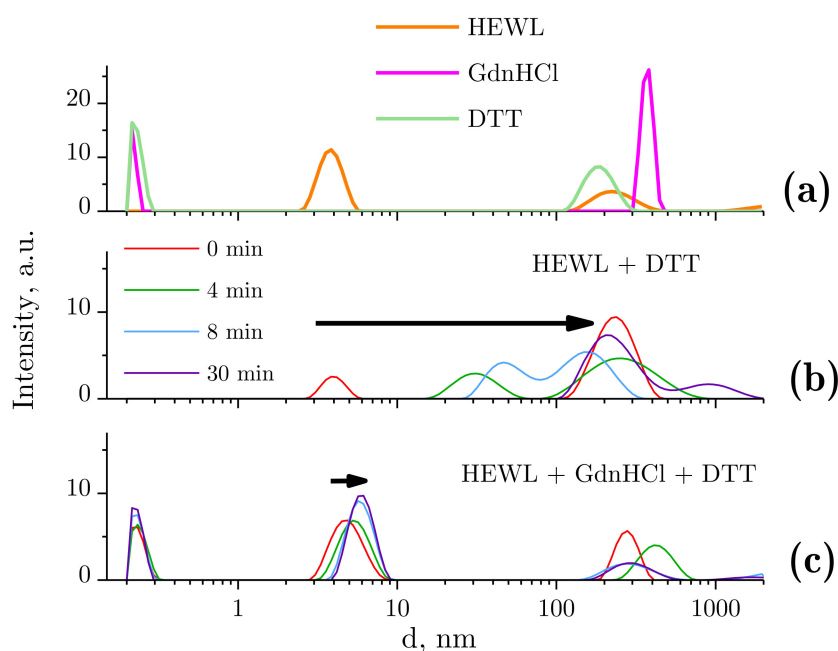 HEWL
GdnHCl
DTT
20
10
0
(a)
0 min
4 min
8 min
30 min
HEWL + DTT
10
0
(b)
Intensity, a.u.
HEWL + GdnHCl + DTT
10
0
(c)
1 10 100 1000
d, nm